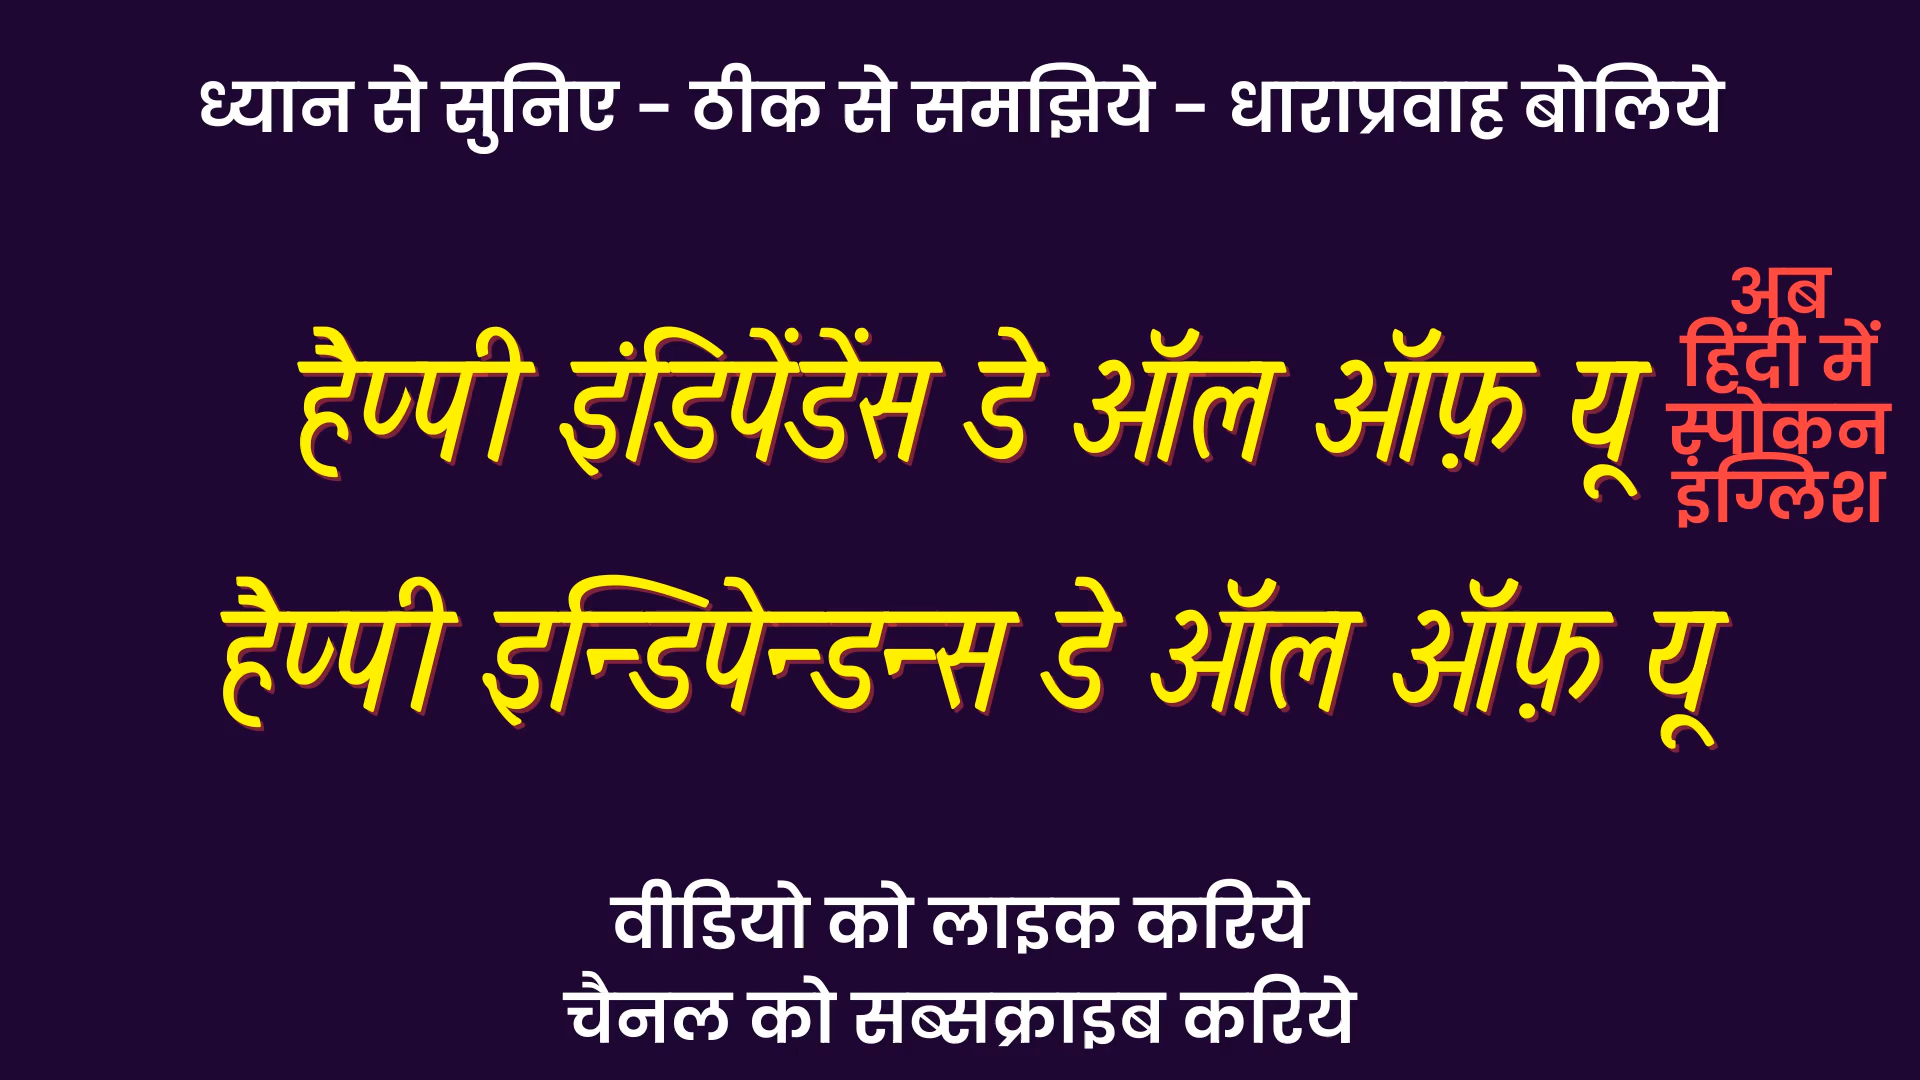 ध्यान से सुनिए - ठीक से समझिये - धाराप्रवाह बोलिये
हैप्पी इंडिपेंडेंस डे ऑल ऑफ़ यू
अब
हिंदी में
स्पोकन
इंग्लिश
हैप्पी इन्डिपेन्डन्स डे ऑल ऑफ़ यू
वीडियो को लाइक करिये
चैनल को सब्सक्राइब करिये